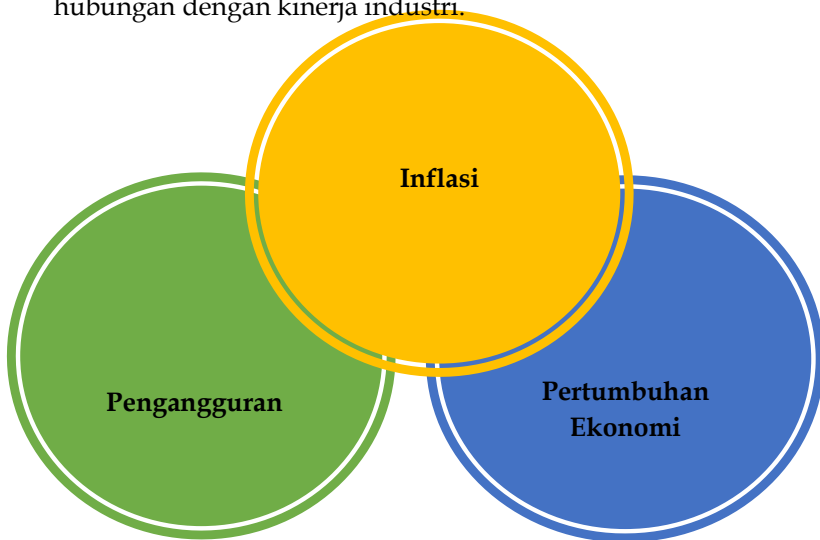 hubungan dengan kinerja industri.
Inflasi
Pengangguran
Pertumbuhan
Ekonomi